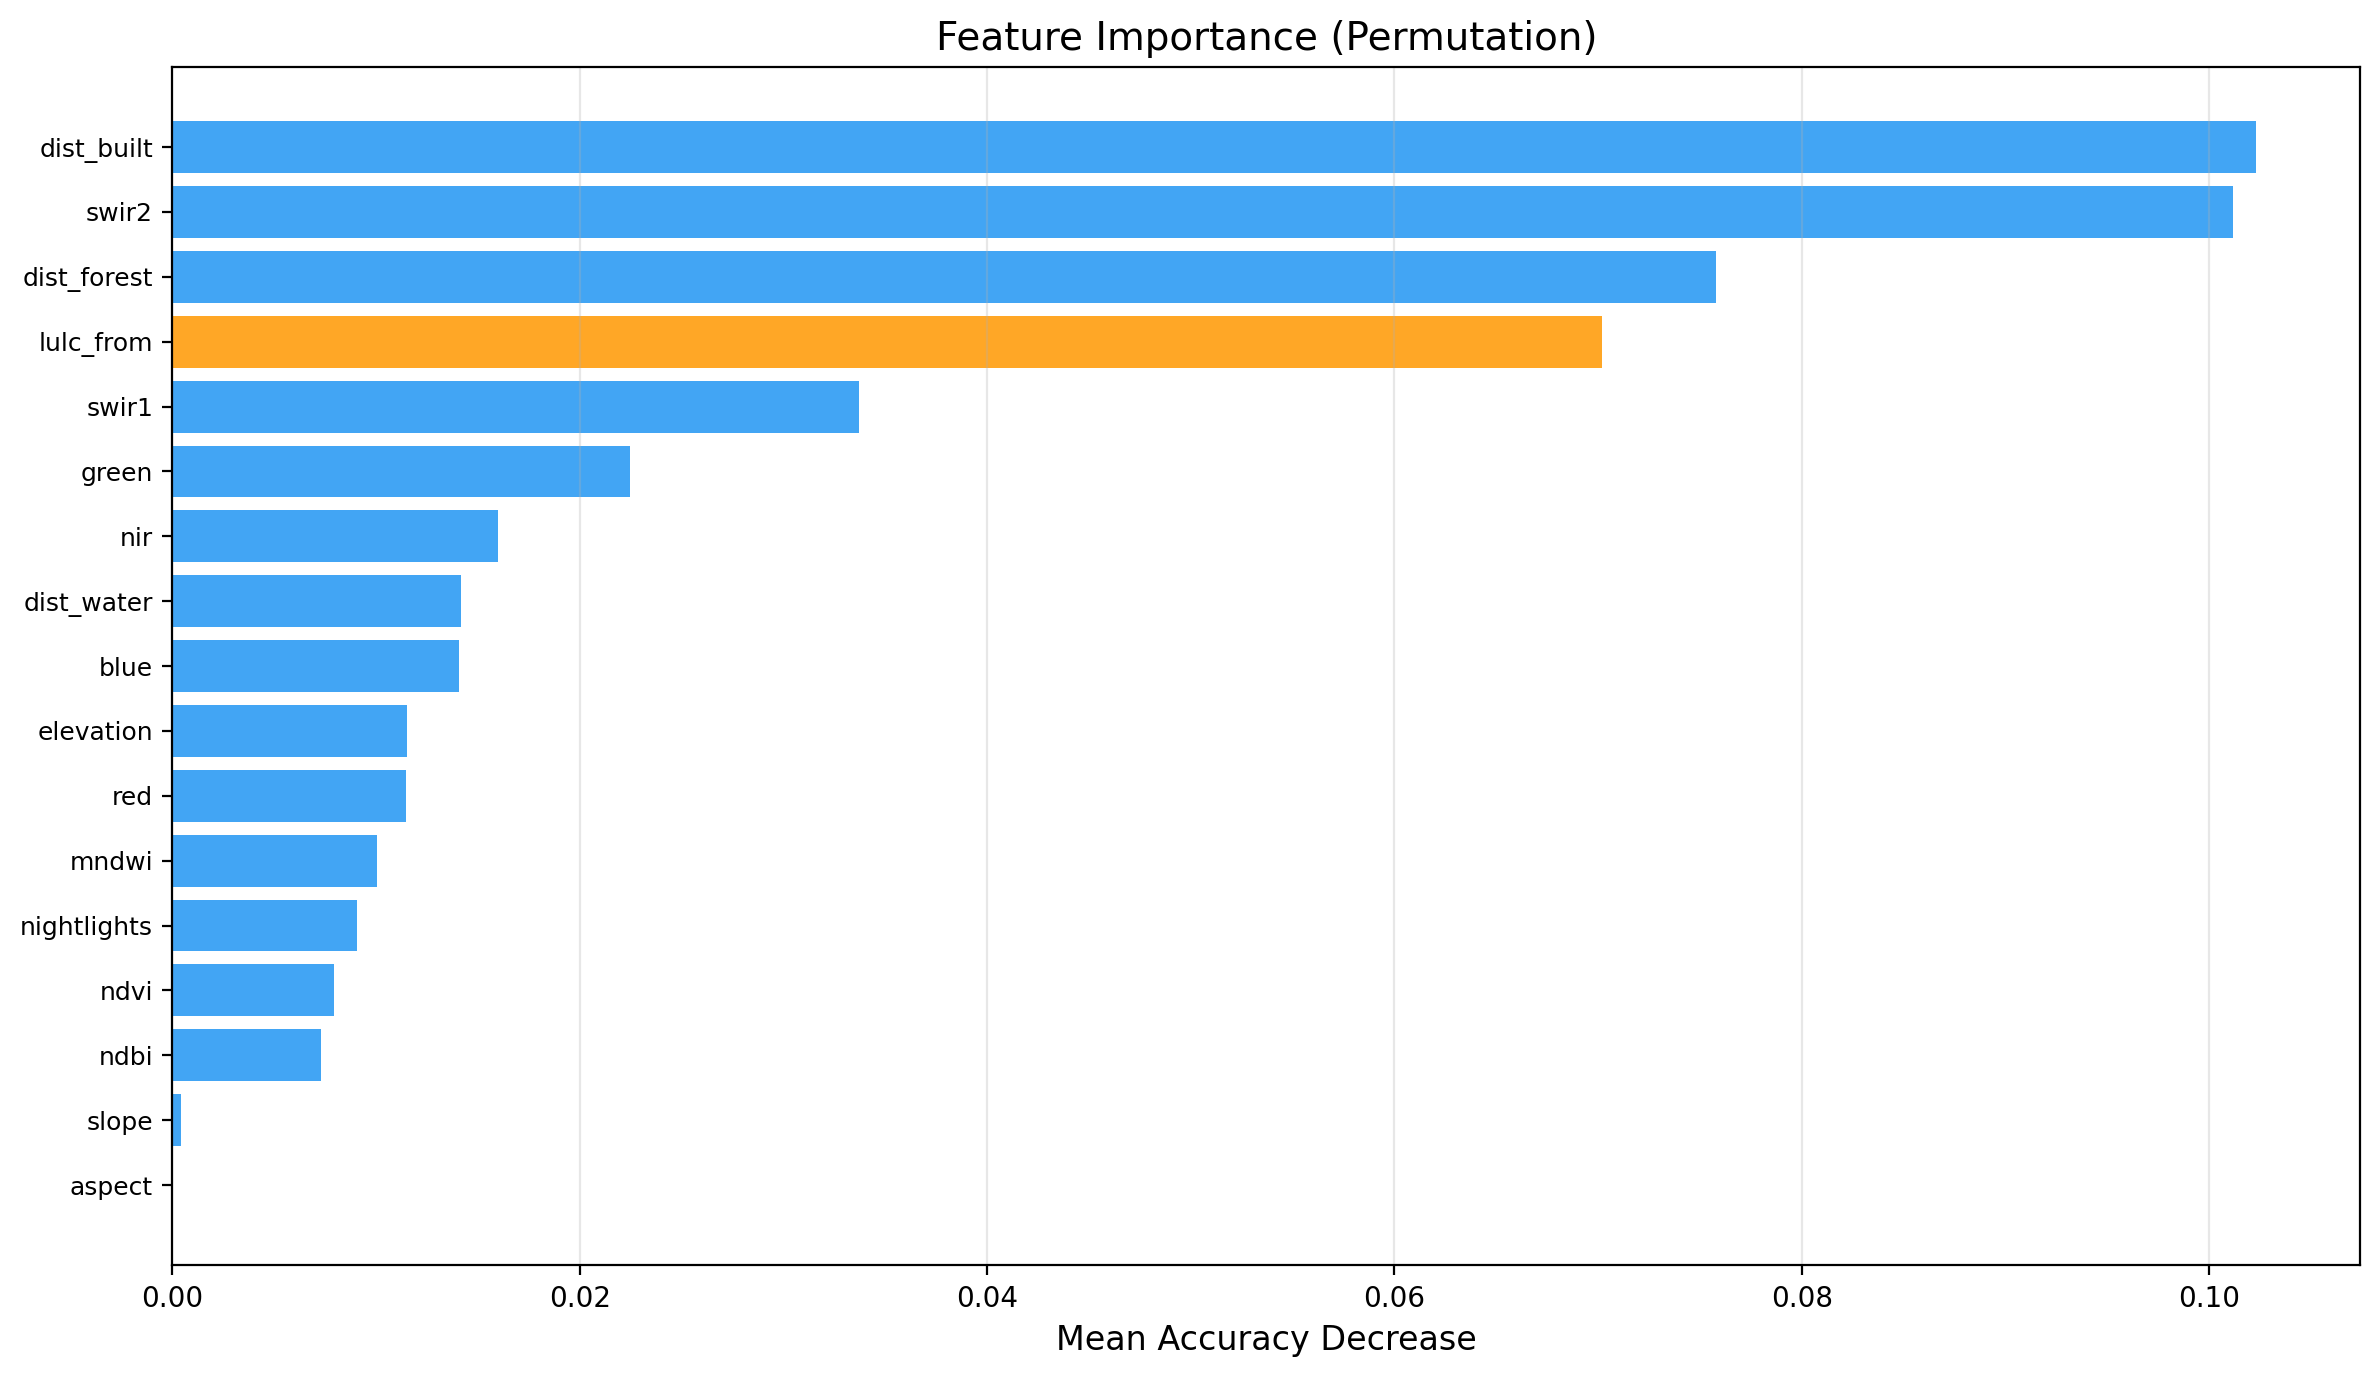 Feature Importance (Permutation)
dist_built
swir2
dist_forest
lulc_from
swir1
green
nir
dist_water
blue
elevation
red
mndwi
nightlights
ndvi
ndbi
slope
aspect
0.00 0.02 0.04 0.06 0.08 0.10
Mean Accuracy Decrease